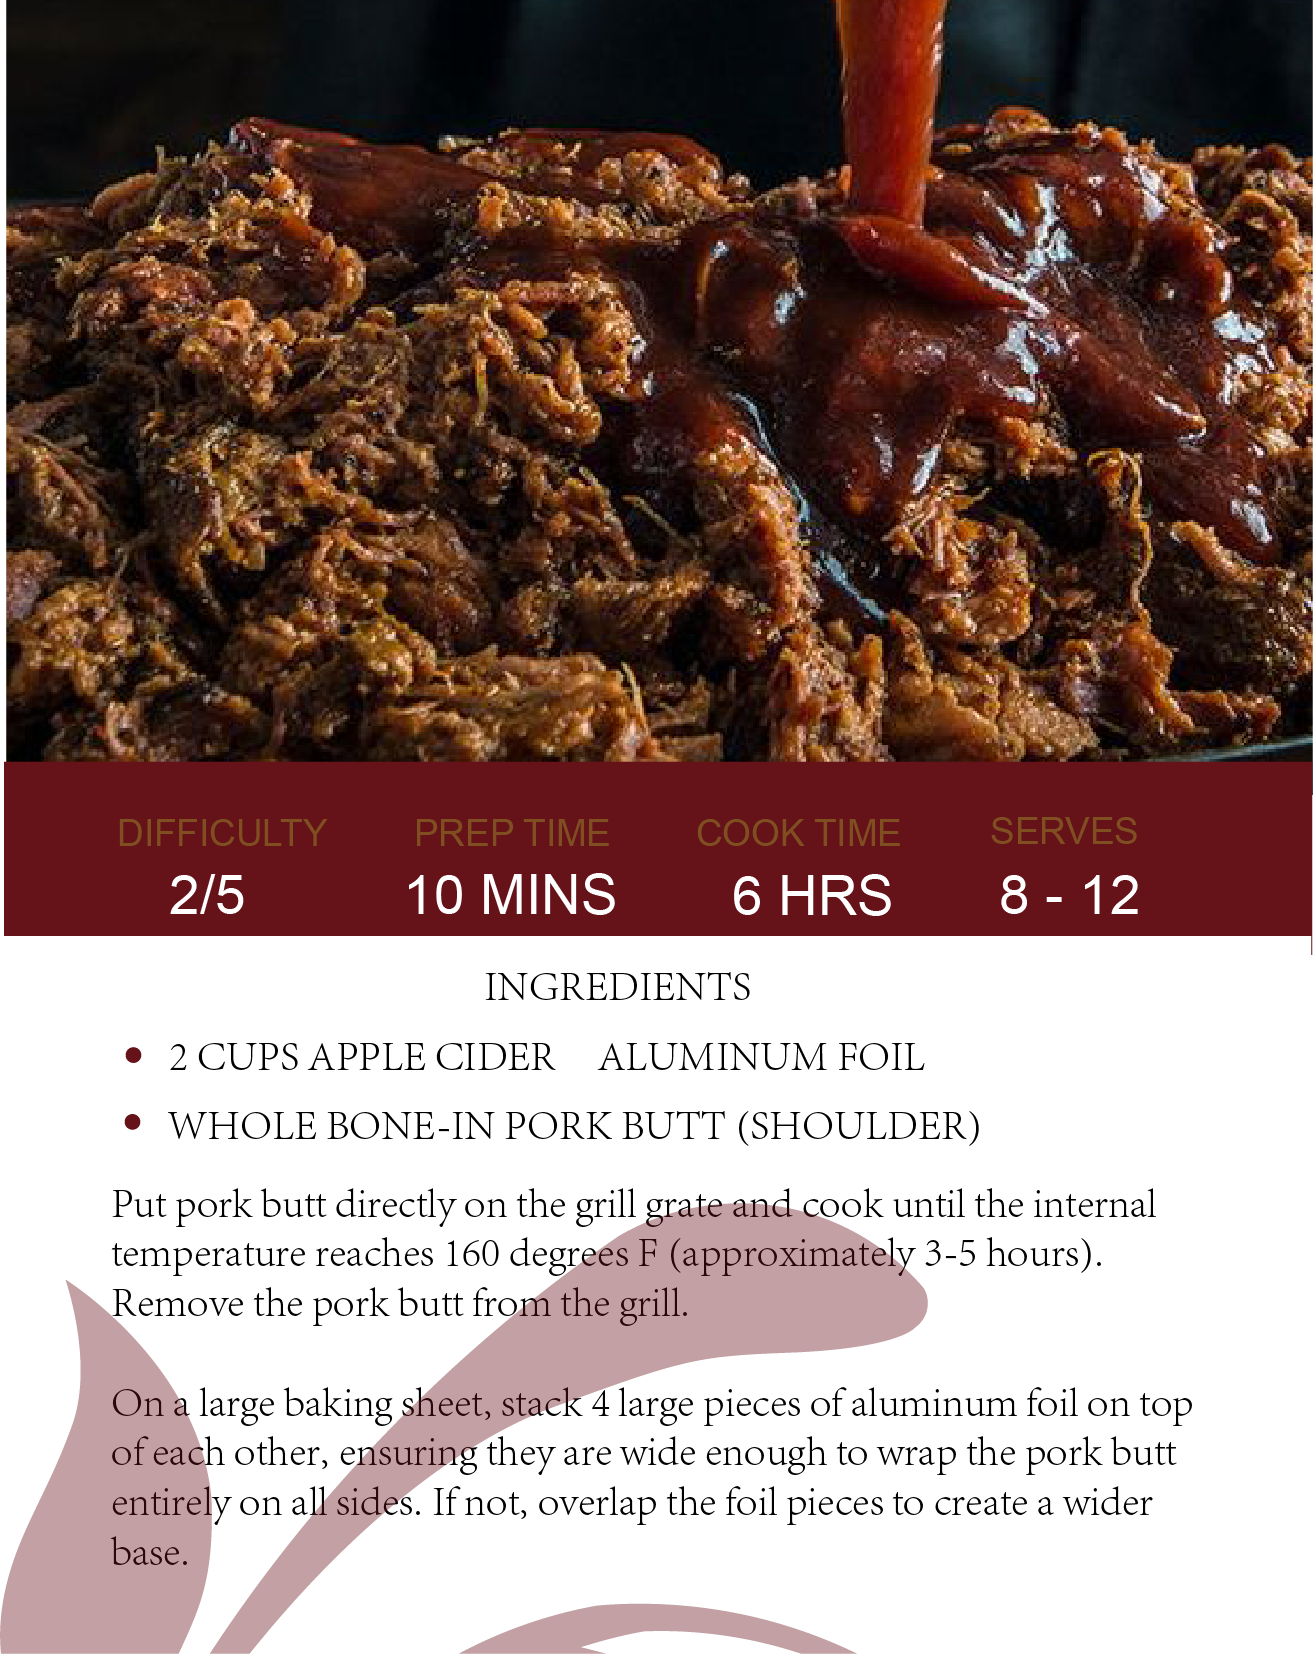 DIFFICULTY PREP TIME COOK TIME SERVES
2/5 10 MINS 6 HRS 8 - 12
INGREDIENTS
• 2 CUPS APPLE CIDER ALUMINUM FOIL
• WHOLE BONE-IN PORK BUTT (SHOULDER)
Put pork butt directly on the grill grate and cook until the internal
temperature reaches 160 degrees F (approximately 3-5 hours).
Remove the pork butt from the grill.
On a large baking sheet, stack 4 large pieces of aluminum foil on top
of each other, ensuring they are wide enough to wrap the pork butt
entirely on all sides. If not, overlap the foil pieces to create a wider
base.